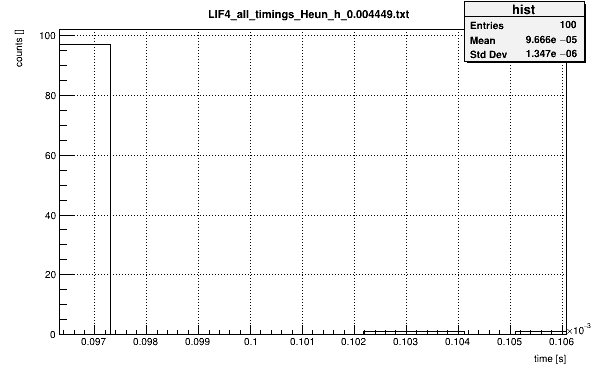 LIF4_all_timings_Heun_h_0.004449.txt
hist
Entries 100
Mean 9.666e −05
Std Dev 1.347e −06
counts []
100
80
60
40
20
0
0.097 0.098 0.099 0.1 0.101 0.102 0.103 0.104 0.105 0.106
×10⁻³
time [s]